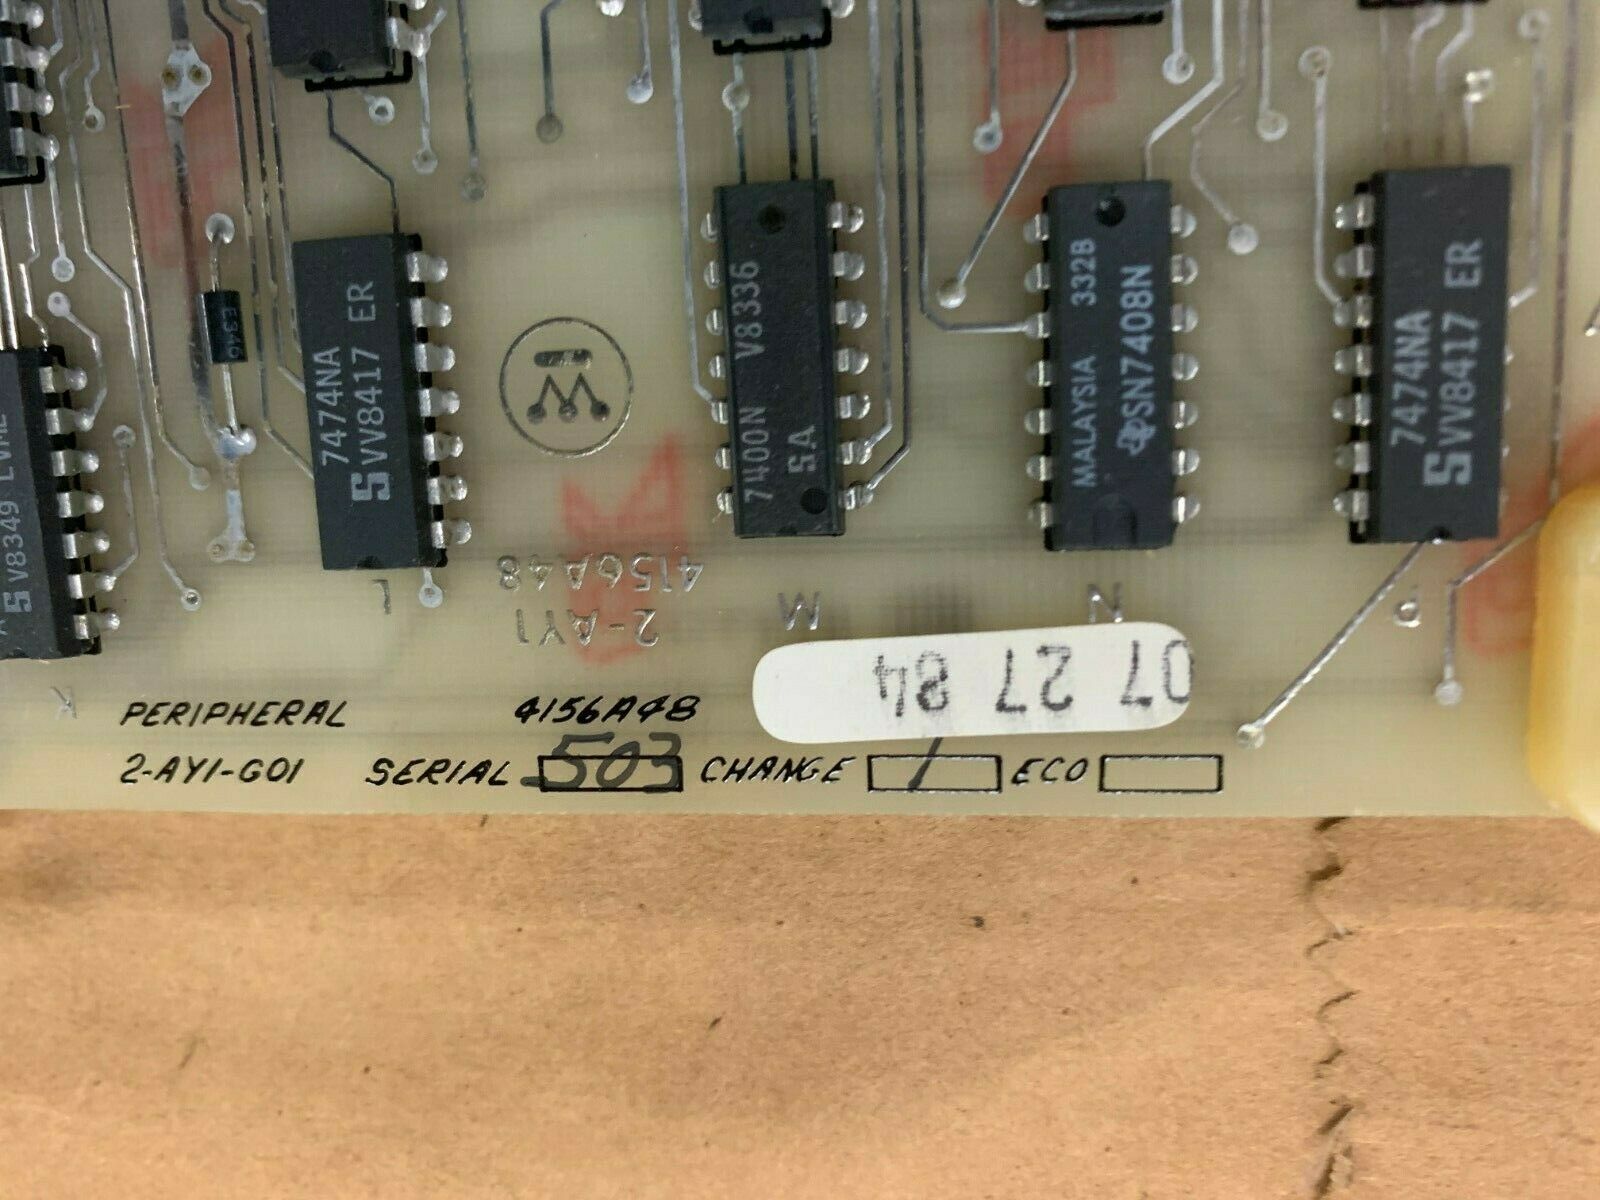 E346
7474NA
S VV8417 ER
V8349
7400N V8336
5A
MALAYSIA 332B
SN7408N
7474NA
S VV8417 ER
4156A48
2-AY1
K
L
M
N
P
07 27 84
PERIPHERAL 4156A48
2-AY1-G01 SERIAL 503 CHANGE 1 ECO